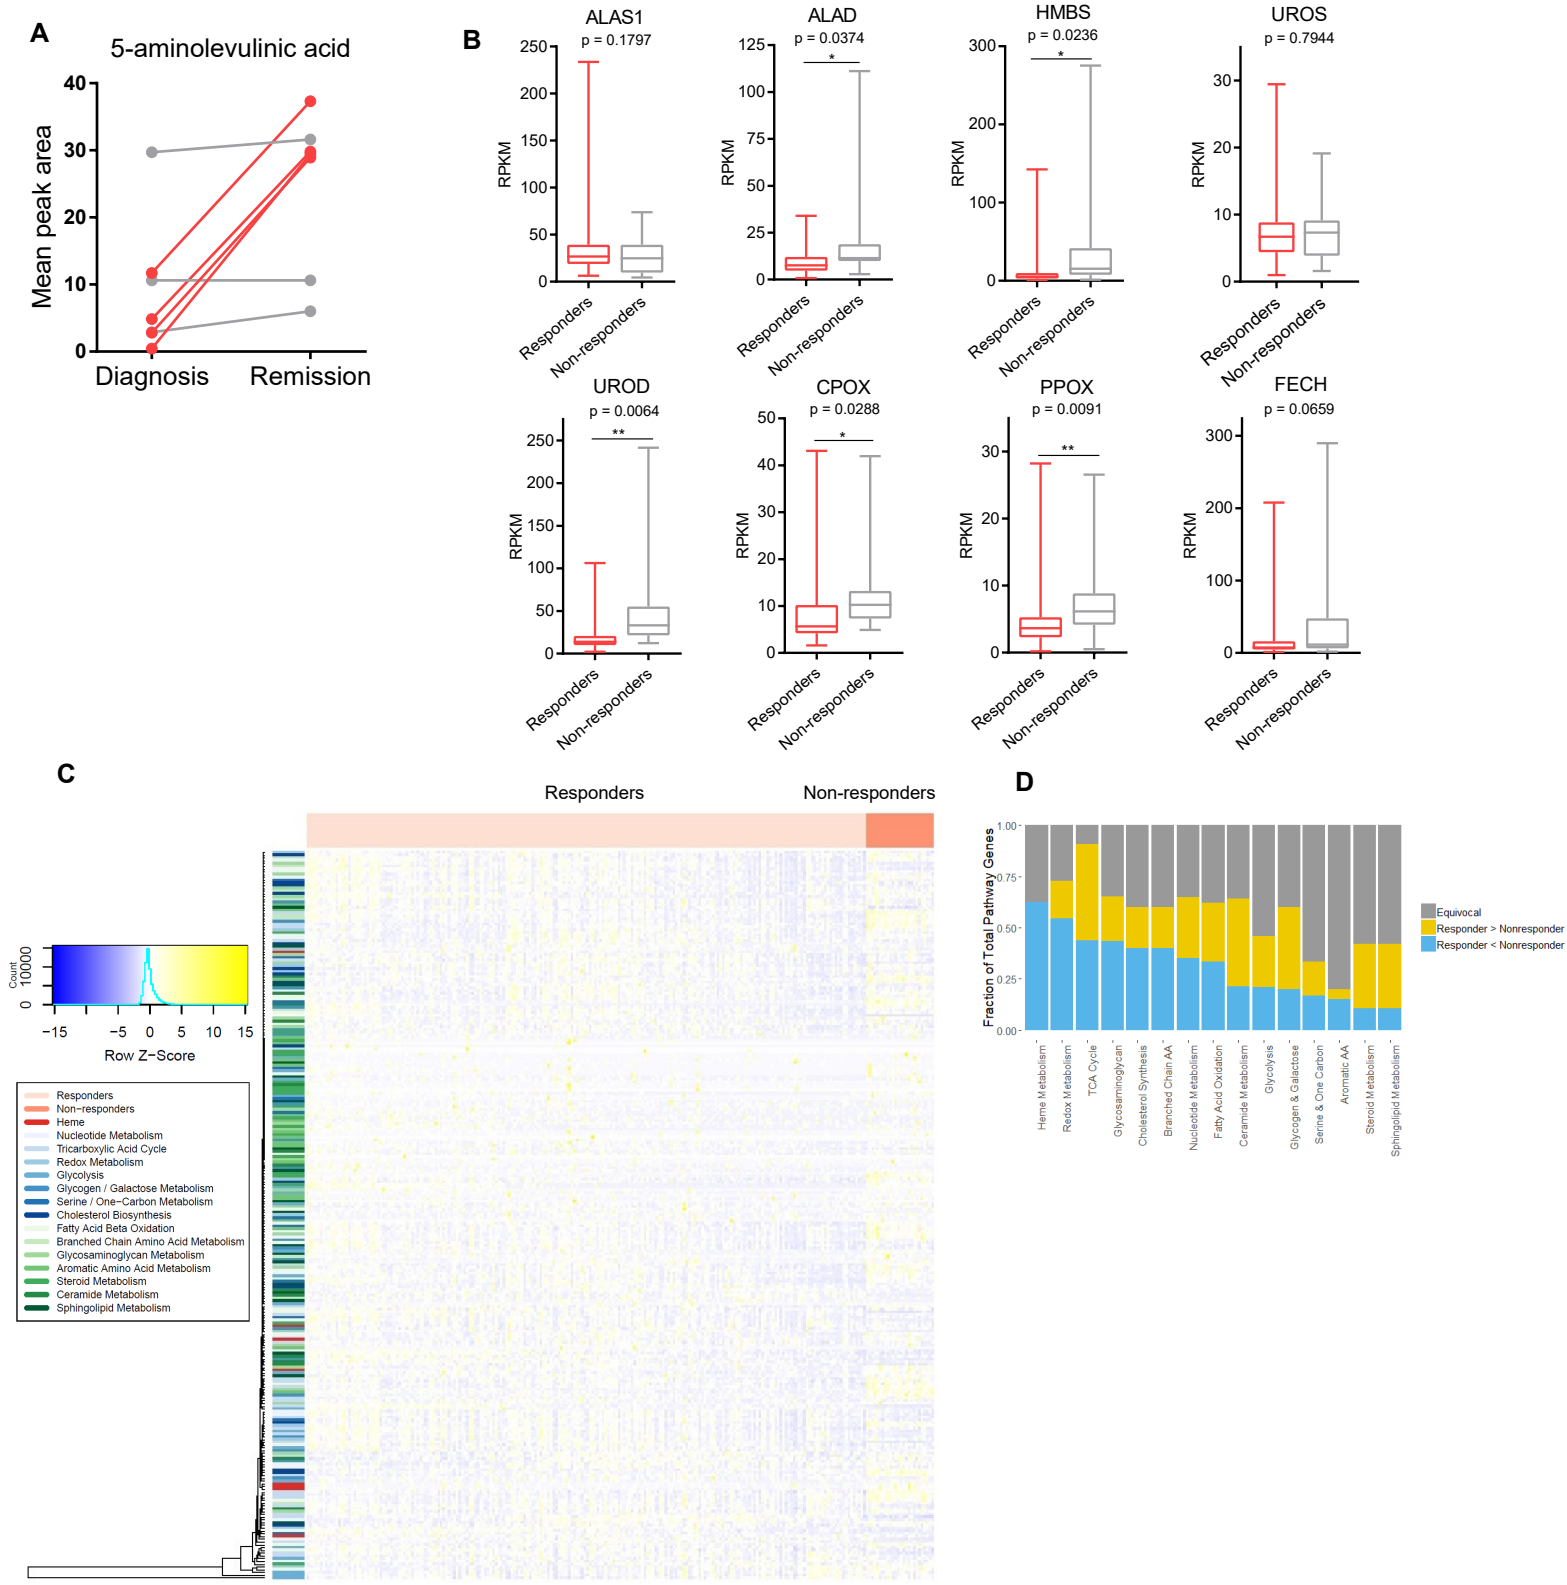 A
5-aminolevulinic acid
Mean peak area
40
30
20
10
0
Diagnosis Remission
B
ALAS1
p = 0.1797
RPKM
250
200
150
100
50
0
Responders
Non-responders
ALAD
p = 0.0374
*
RPKM
125
100
75
50
25
0
Responders
Non-responders
HMBS
p = 0.0236
*
RPKM
300
200
100
0
Responders
Non-responders
UROS
p = 0.7944
RPKM
30
20
10
0
Responders
Non-responders
UROD
p = 0.0064
**
RPKM
250
200
150
100
50
0
Responders
Non-responders
CPOX
p = 0.0288
*
RPKM
50
40
30
20
10
0
Responders
Non-responders
PPOX
p = 0.0091
**
RPKM
30
20
10
0
Responders
Non-responders
FECH
p = 0.0659
RPKM
300
200
100
0
Responders
Non-responders
C
Responders Non-responders
Count
0 10000
−15 −5 0 5 10 15
Row Z−Score
Responders
Non−responders
Heme
Nucleotide Metabolism
Tricarboxylic Acid Cycle
Redox Metabolism
Glycolysis
Glycogen / Galactose Metabolism
Serine / One−Carbon Metabolism
Cholesterol Biosynthesis
Fatty Acid Beta Oxidation
Branched Chain Amino Acid Metabolism
Glycosaminoglycan Metabolism
Aromatic Amino Acid Metabolism
Steroid Metabolism
Ceramide Metabolism
Sphingolipid Metabolism
D
Fraction of Total Pathway Genes
1.00
0.75
0.50
0.25
0.00
Heme Metabolism
Redox Metabolism
TCA Cycle
Glycosaminoglycan
Cholesterol Synthesis
Branched Chain AA
Nucleotide Metabolism
Fatty Acid Oxidation
Ceramide Metabolism
Glycolysis
Glycogen & Galactose
Serine & One Carbon
Aromatic AA
Steroid Metabolism
Sphingolipid Metabolism
Equivocal
Responder > Nonresponder
Responder < Nonresponder